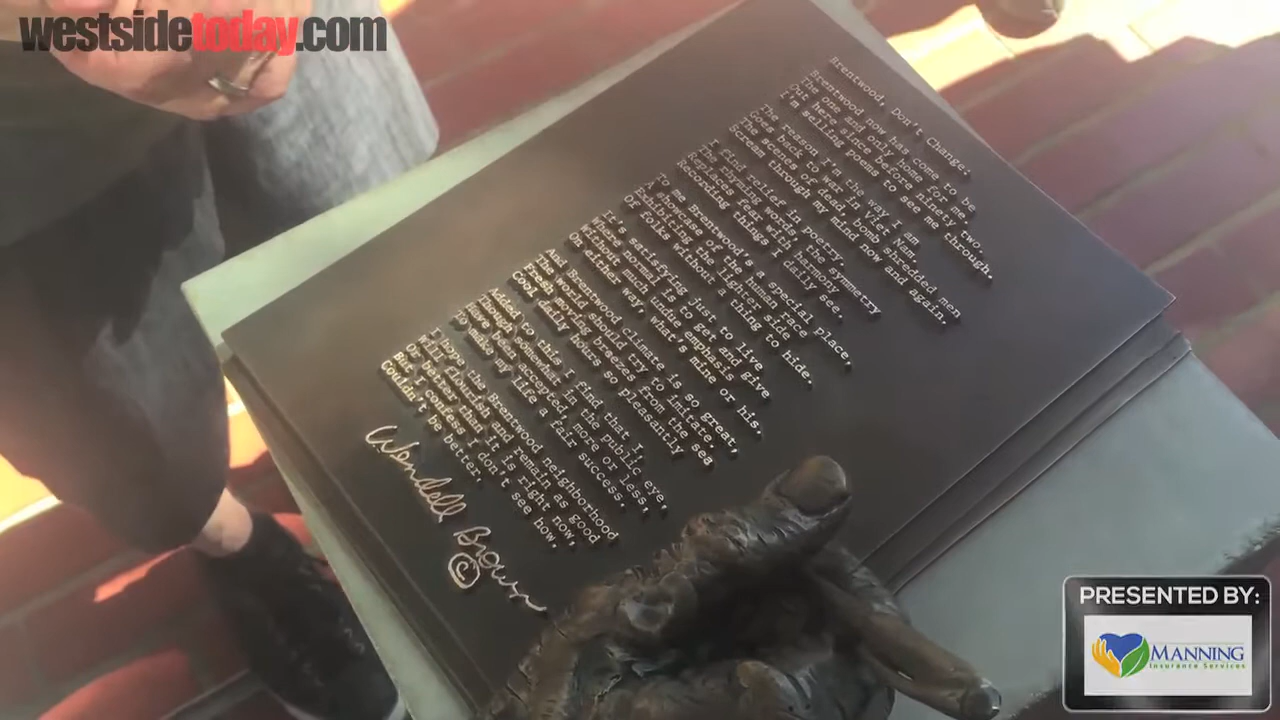 westsidetoday.com
Brentwood, Don't Change.
Brentwood now has come to be
The one and only home for me.
Out here since before ninety two,
I'm selling poems to see me through.
The reason I'm the way I am
Goes back to war in Viet Nam,
The scenes of dead, bomb shredded men
Scream through my mind now and again.
I find relief in poetry.
The rhyming words, the symmetry
Replaces fear with harmony
Recording things I daily see.
To me Brentwood's a special place,
A showcase of the human race
Exhibiting the lighter side
Of folks without a thing to hide.
It's satisfying just to live
Where normal is to get and give
Without much undue emphasis
On either way, what's mine or his.
And Brentwood climate is so great,
The world should try to imitate.
Fresh moving breezes from the sea
Cool daily hours so pleasantly
Added to this I find that I,
Although somewhat in the public eye,
Have been accepted, more or less,
To make my life a fair success.
I hope the Brentwood neighborhood
Will flourish and remain as good
Or better than it is right now,
But I confess I don't see how.
Couldn't be better.
Wendell Brown
©
PRESENTED BY:
MANNING
Insurance Services